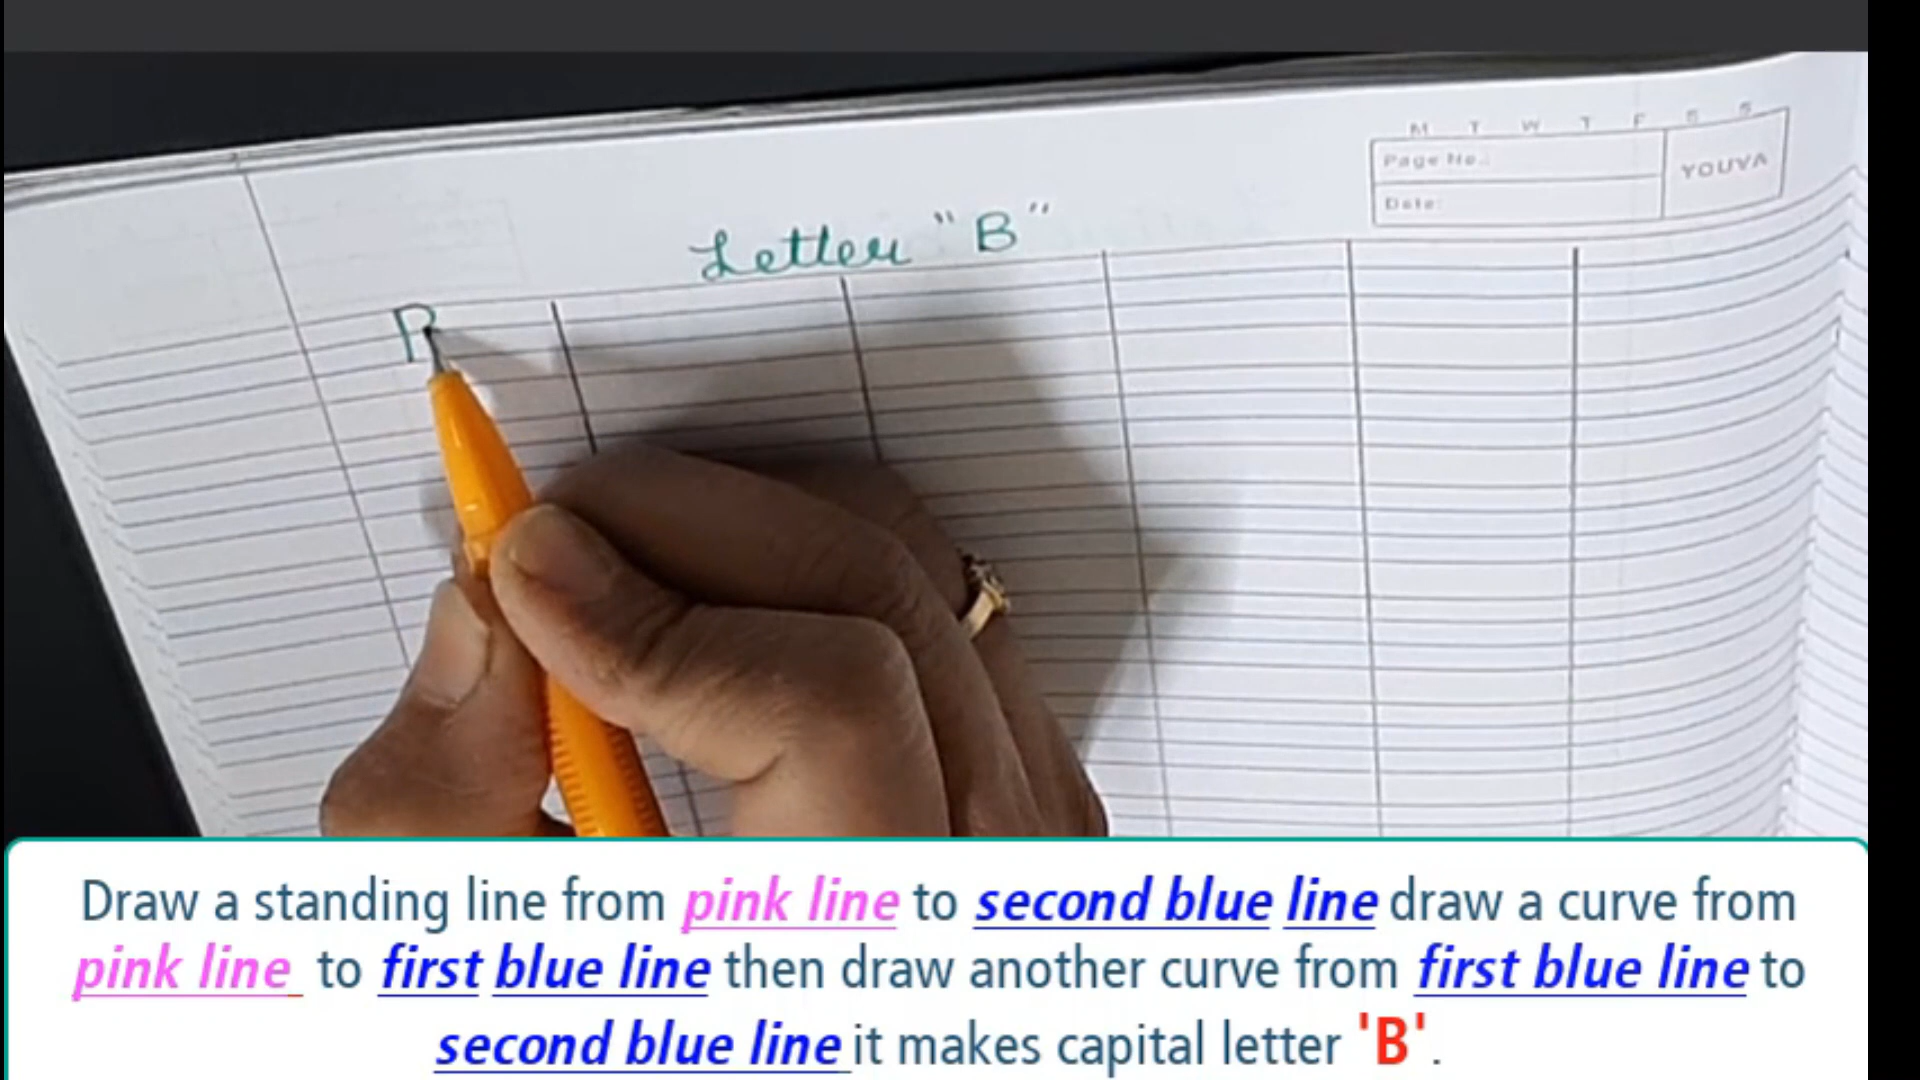 M T W T F S S
Page No.:
YOUVA
Date:
Letter "B"
Draw a standing line from pink line to second blue line draw a curve from
pink line to first blue line then draw another curve from first blue line to
second blue line it makes capital letter 'B'.